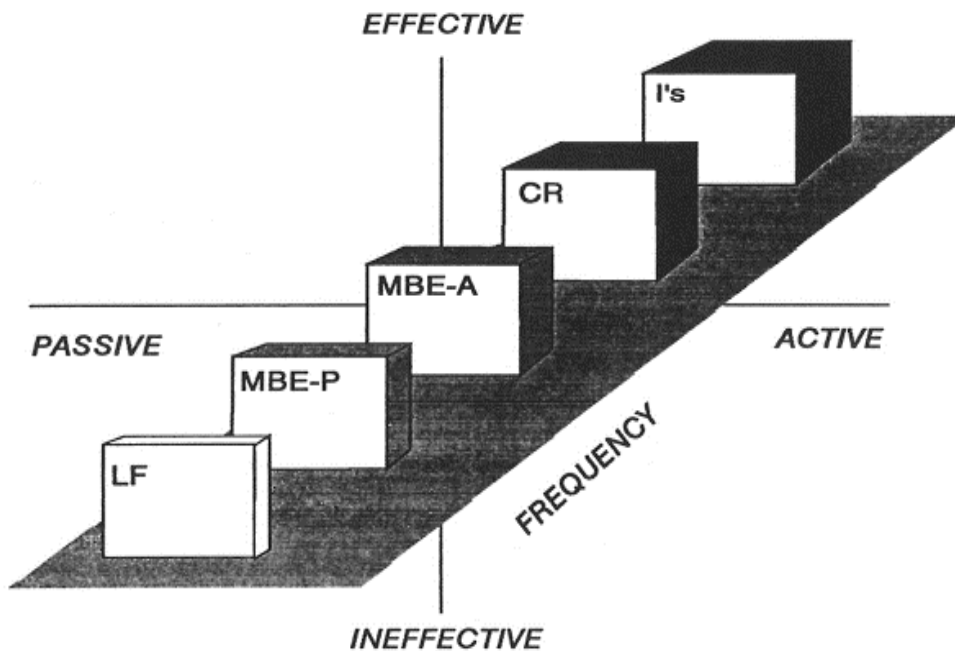 EFFECTIVE
I's
CR
MBE-A
PASSIVE
ACTIVE
MBE-P
FREQUENCY
LF
INEFFECTIVE